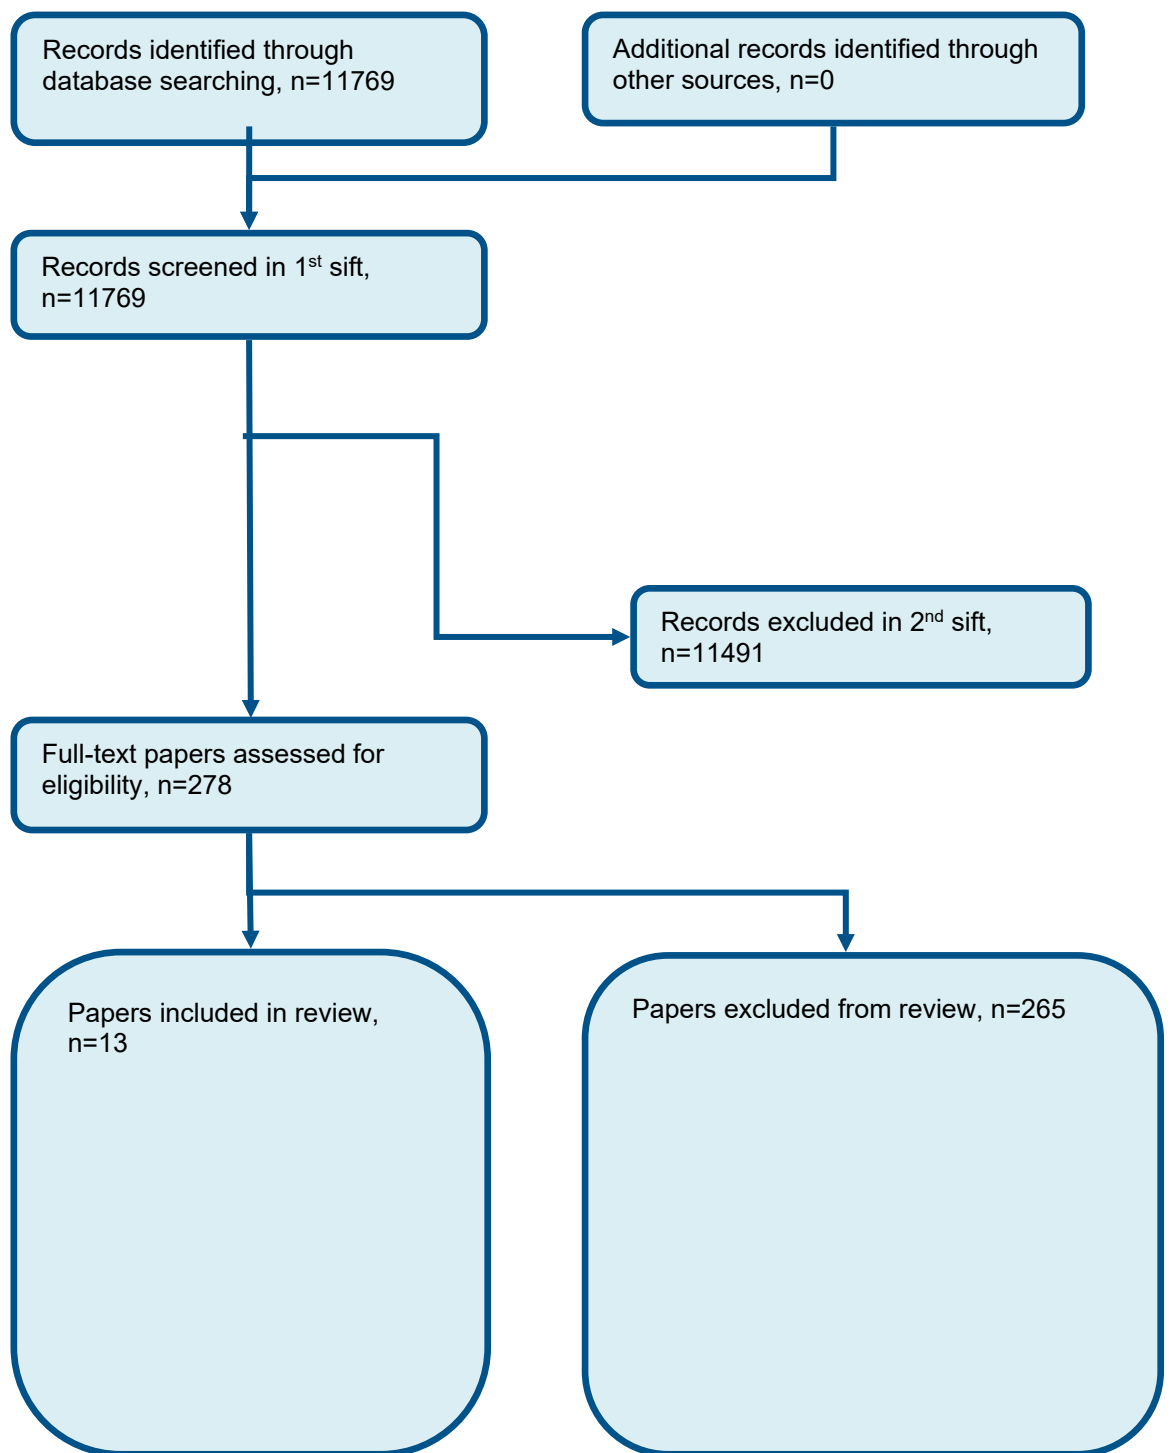 Records identified through
database searching, n=11769
Additional records identified through
other sources, n=0
Records screened in 1st sift,
n=11769
Records excluded in 2nd sift,
n=11491
Full-text papers assessed for
eligibility, n=278
Papers included in review,
n=13
Papers excluded from review, n=265